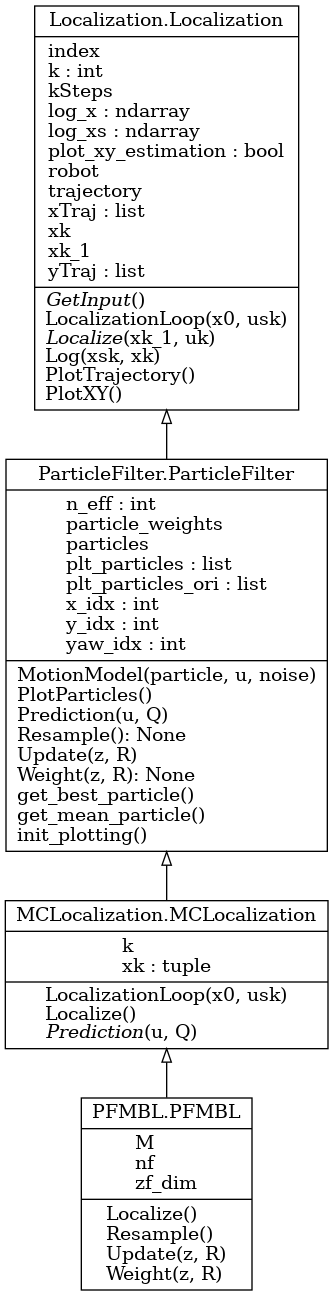 Localization.Localization
index
k : int
kSteps
log_x : ndarray
log_xs : ndarray
plot_xy_estimation : bool
robot
trajectory
xTraj : list
xk
xk_1
yTraj : list
GetInput()
LocalizationLoop(x0, usk)
Localize(xk_1, uk)
Log(xsk, xk)
PlotTrajectory()
PlotXY()
ParticleFilter.ParticleFilter
n_eff : int
particle_weights
particles
plt_particles : list
plt_particles_ori : list
x_idx : int
y_idx : int
yaw_idx : int
MotionModel(particle, u, noise)
PlotParticles()
Prediction(u, Q)
Resample(): None
Update(z, R)
Weight(z, R): None
get_best_particle()
get_mean_particle()
init_plotting()
MCLocalization.MCLocalization
k
xk : tuple
LocalizationLoop(x0, usk)
Localize()
Prediction(u, Q)
PFMBL.PFMBL
M
nf
zf_dim
Localize()
Resample()
Update(z, R)
Weight(z, R)